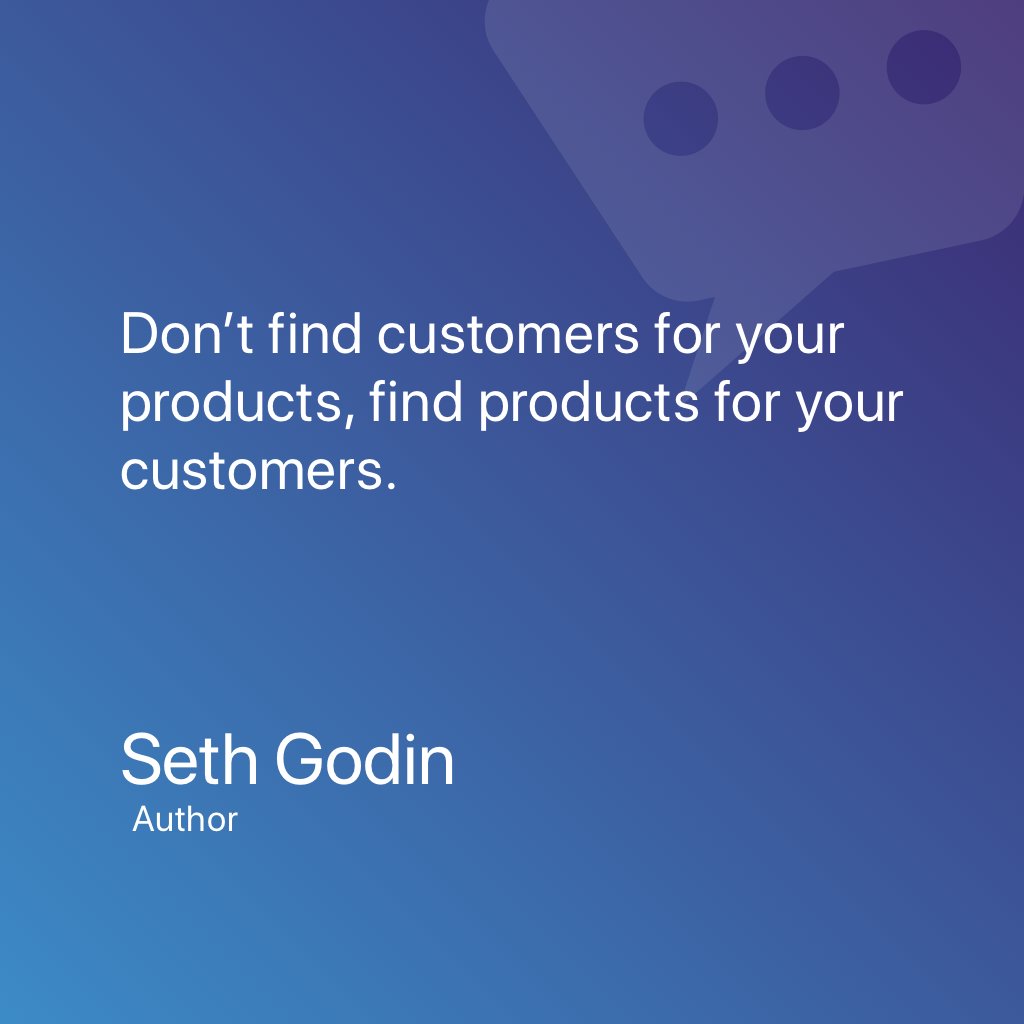 Don’t find customers for your
products, find products for your
customers.
Seth Godin
Author